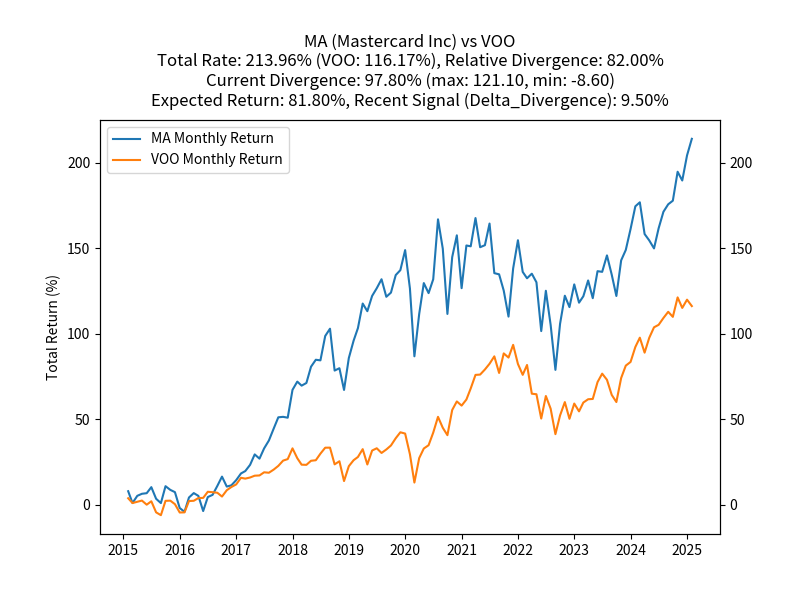 MA (Mastercard Inc) vs VOO
Total Rate: 213.96% (VOO: 116.17%), Relative Divergence: 82.00%
Current Divergence: 97.80% (max: 121.10, min: -8.60)
Expected Return: 81.80%, Recent Signal (Delta_Divergence): 9.50%
MA Monthly Return
VOO Monthly Return
Total Return (%)
200
150
100
50
0
200
150
100
50
0
2015 2016 2017 2018 2019 2020 2021 2022 2023 2024 2025